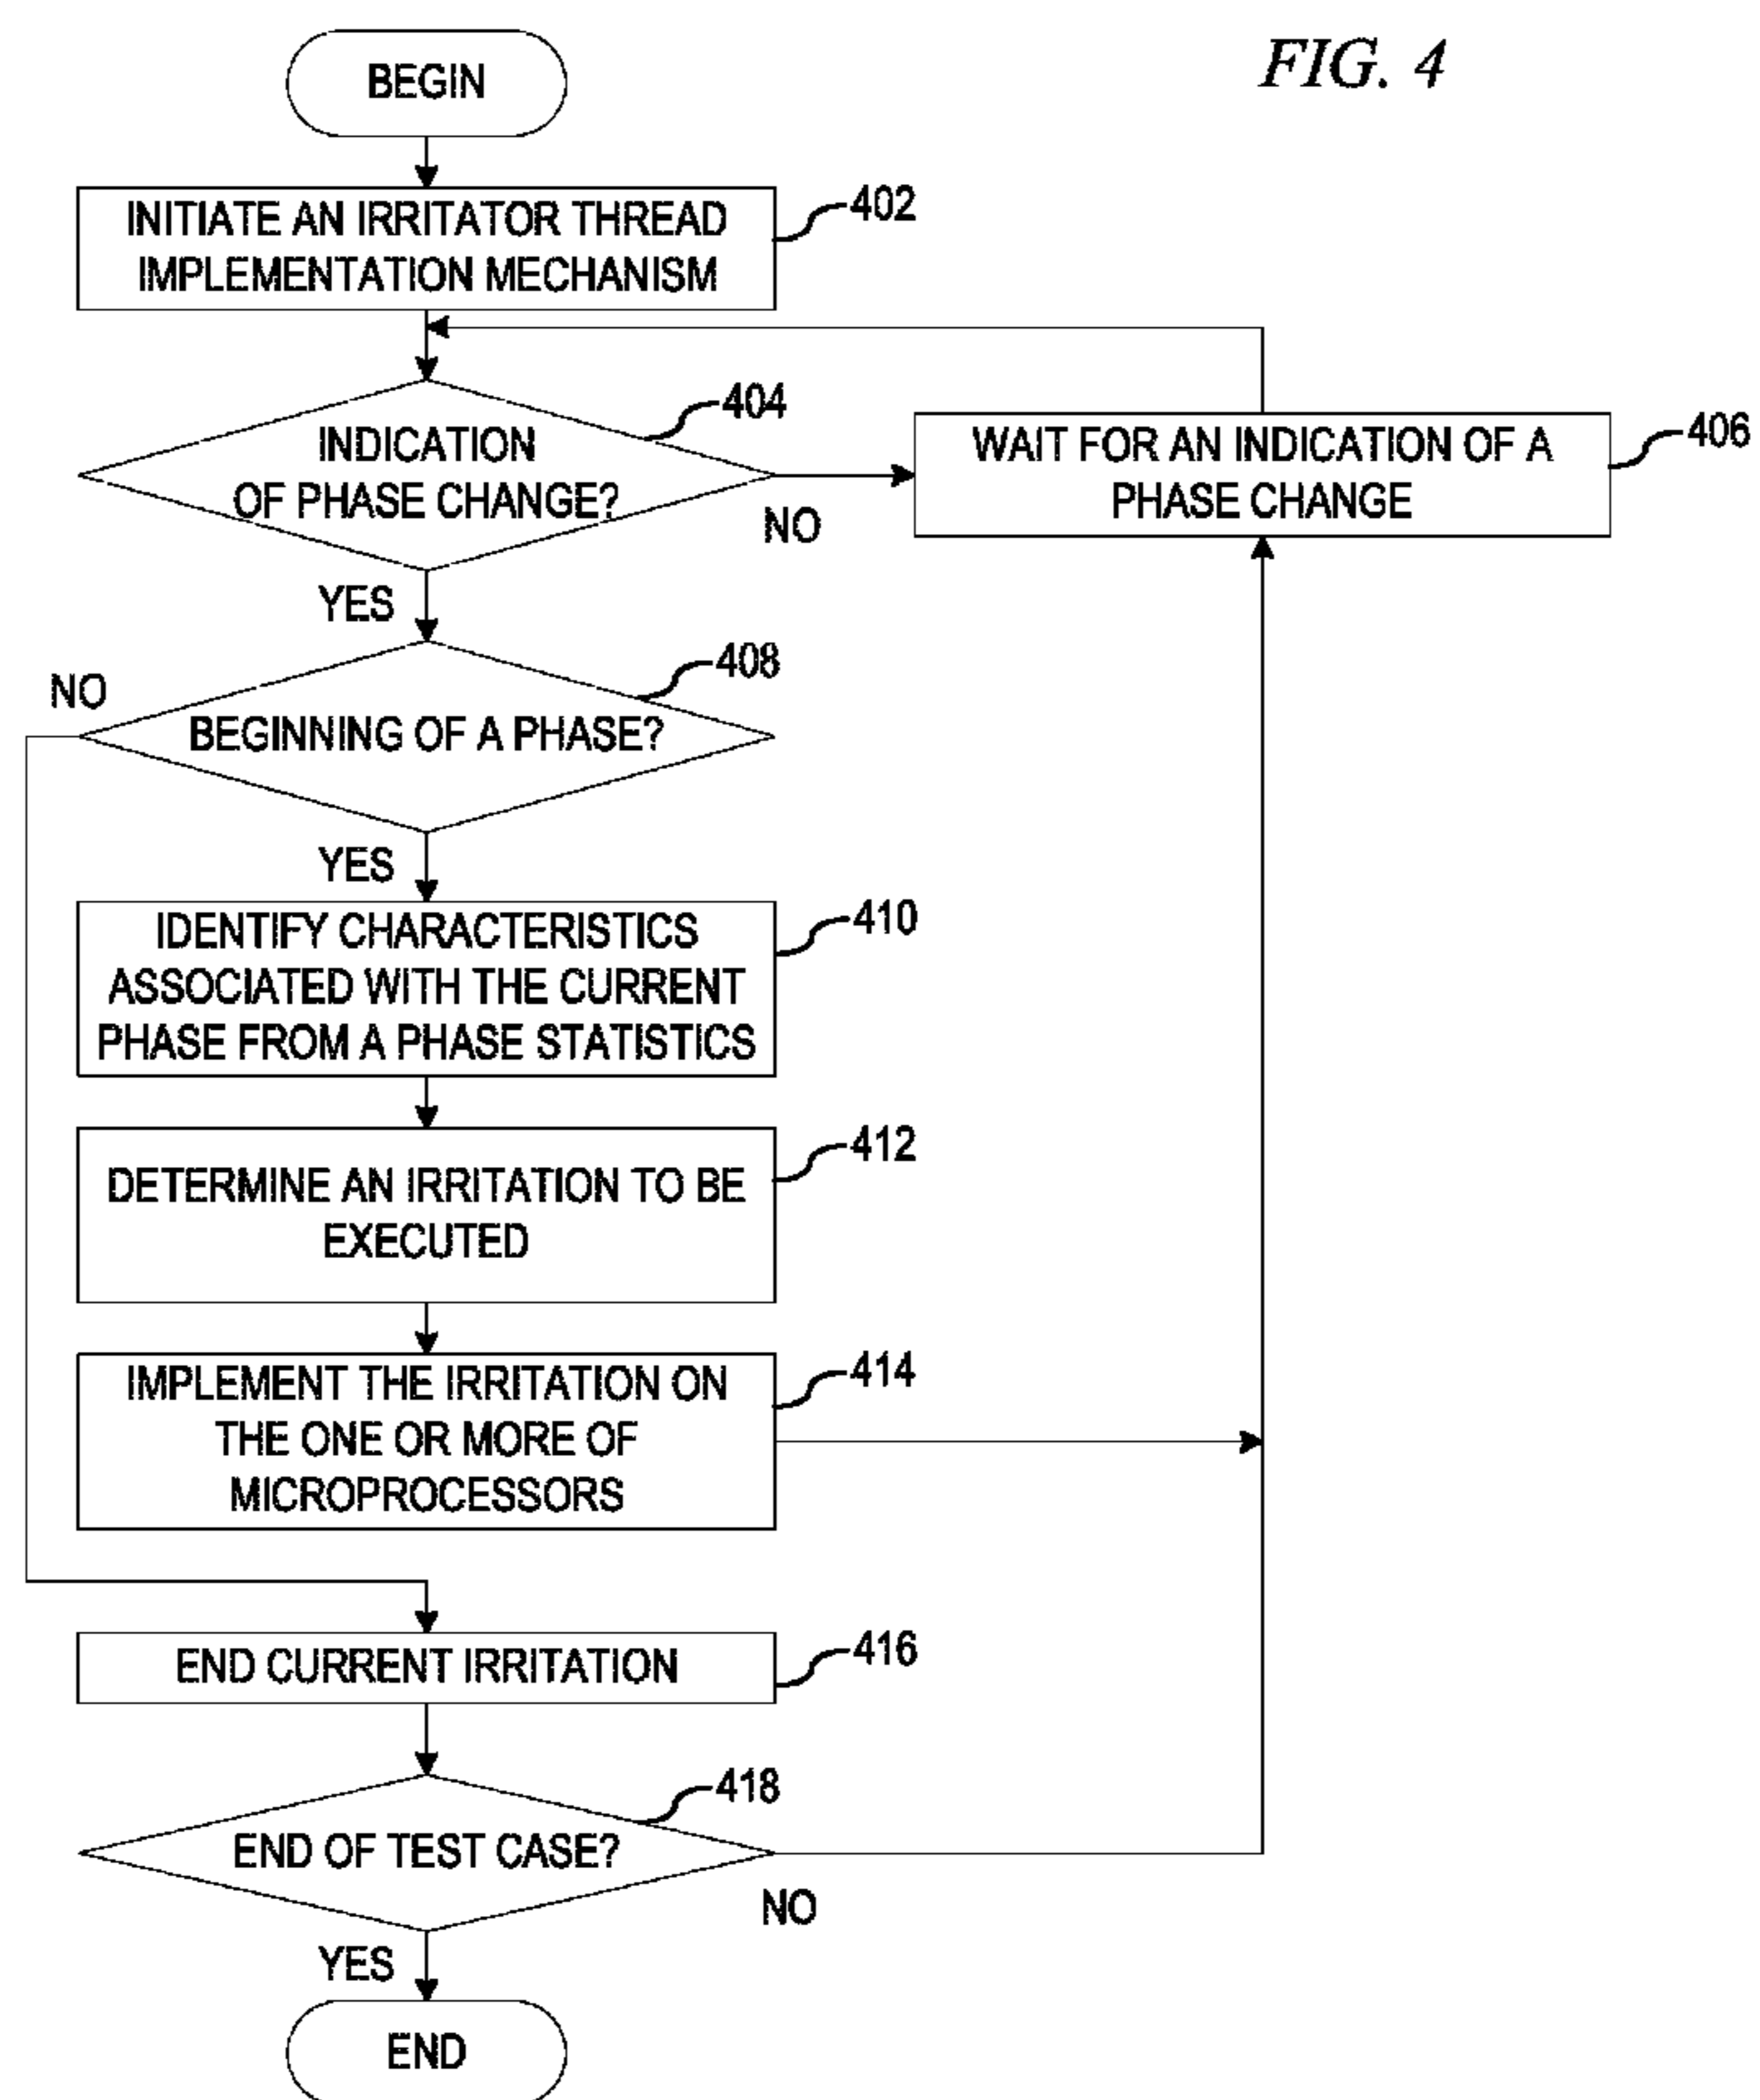 FIG. 4
BEGIN
INITIATE AN IRRITATOR THREAD
IMPLEMENTATION MECHANISM
402
INDICATION
OF PHASE CHANGE?
404
NO
WAIT FOR AN INDICATION OF A
PHASE CHANGE
406
YES
BEGINNING OF A PHASE?
408
NO
YES
IDENTIFY CHARACTERISTICS
ASSOCIATED WITH THE CURRENT
PHASE FROM A PHASE STATISTICS
410
DETERMINE AN IRRITATION TO BE
EXECUTED
412
IMPLEMENT THE IRRITATION ON
THE ONE OR MORE OF
MICROPROCESSORS
414
END CURRENT IRRITATION
416
END OF TEST CASE?
418
NO
YES
END